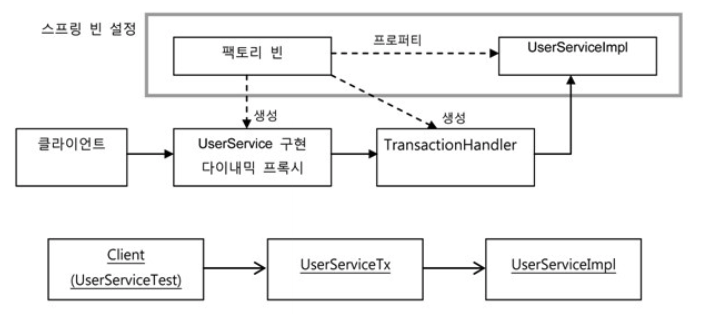 스프링 빈 설정
팩토리 빈
프로퍼티
UserServiceImpl
생성
생성
클라이언트
UserService 구현
다이내믹 프록시
TransactionHandler
Client
(UserServiceTest)
UserServiceTx
UserServiceImpl